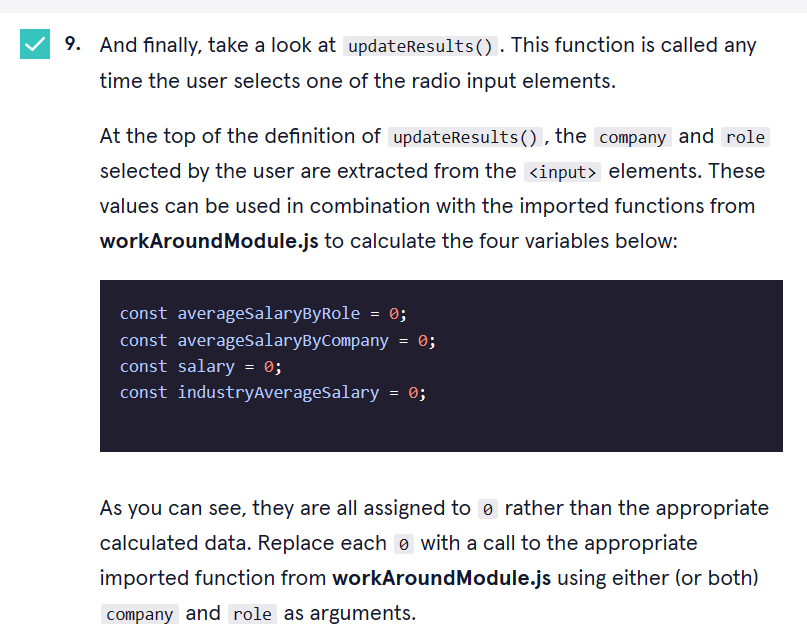 9. And finally, take a look at updateResults(). This function is called any
time the user selects one of the radio input elements.
At the top of the definition of updateResults(), the company and role
selected by the user are extracted from the <input> elements. These
values can be used in combination with the imported functions from
workAroundModule.js to calculate the four variables below:
const averageSalaryByRole = 0;
const averageSalaryByCompany = 0;
const salary = 0;
const industryAverageSalary = 0;
As you can see, they are all assigned to 0 rather than the appropriate
calculated data. Replace each 0 with a call to the appropriate
imported function from workAroundModule.js using either (or both)
company and role as arguments.